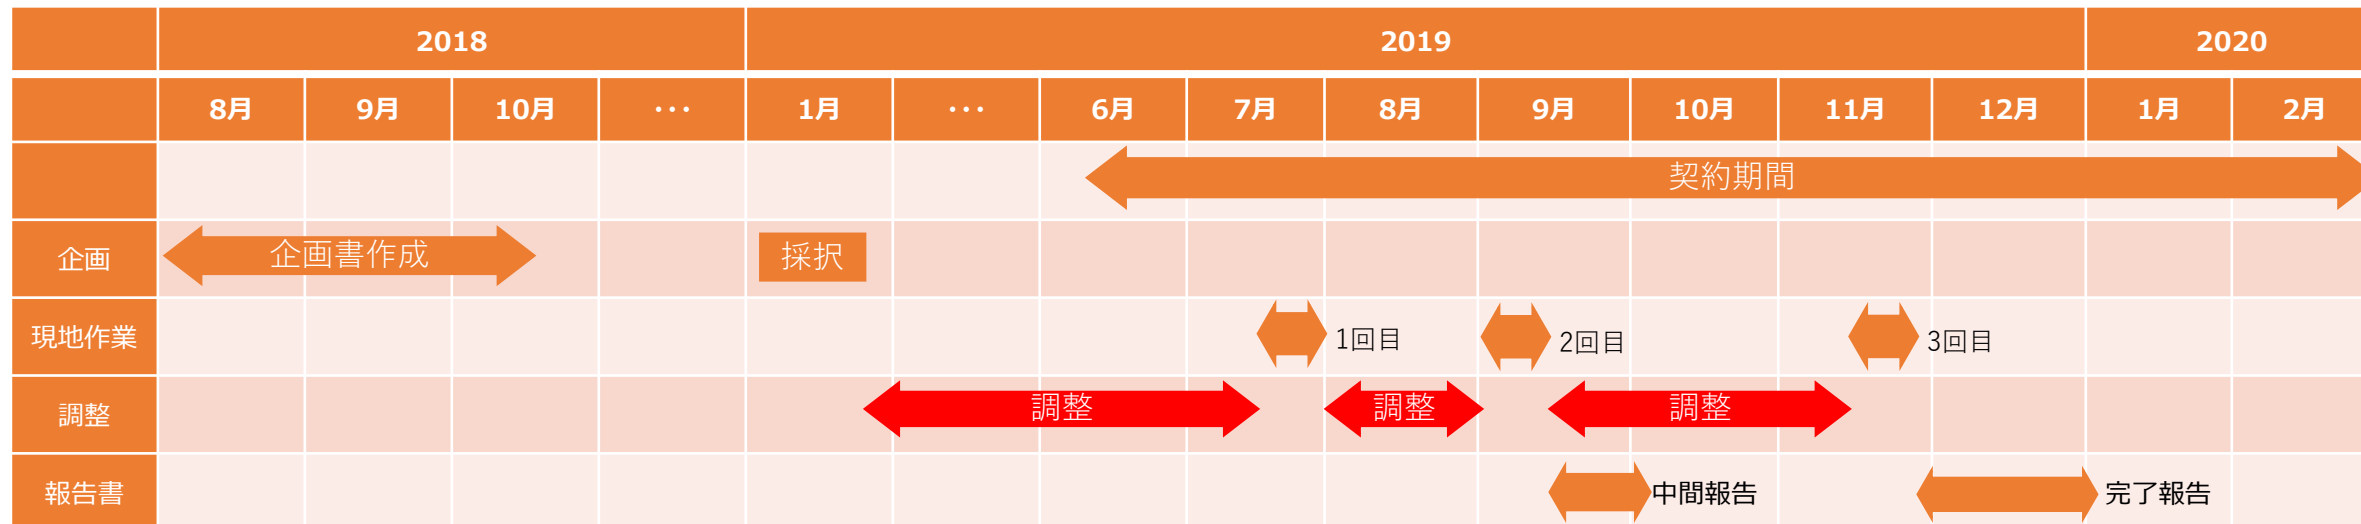 2018 2019 2020
8月 9月 10月 ・・・ 1月 ・・・ 6月 7月 8月 9月 10月 11月 12月 1月 2月
契約期間
企画 企画書作成 採択
現地作業 1回目 2回目 3回目
調整 調整 調整 調整
報告書 中間報告 完了報告